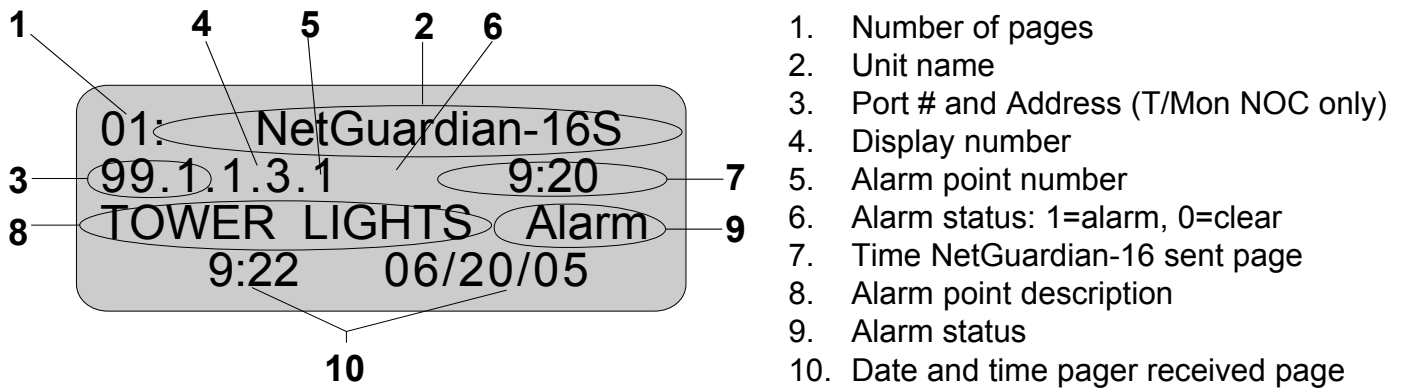 1 4 5 2 6
01: NetGuardian-16S
3 99.1.1.3.1 9:20 7
8 TOWER LIGHTS Alarm 9
9:22 06/20/05
10
1. Number of pages
2. Unit name
3. Port # and Address (T/Mon NOC only)
4. Display number
5. Alarm point number
6. Alarm status: 1=alarm, 0=clear
7. Time NetGuardian-16 sent page
8. Alarm point description
9. Alarm status
10. Date and time pager received page